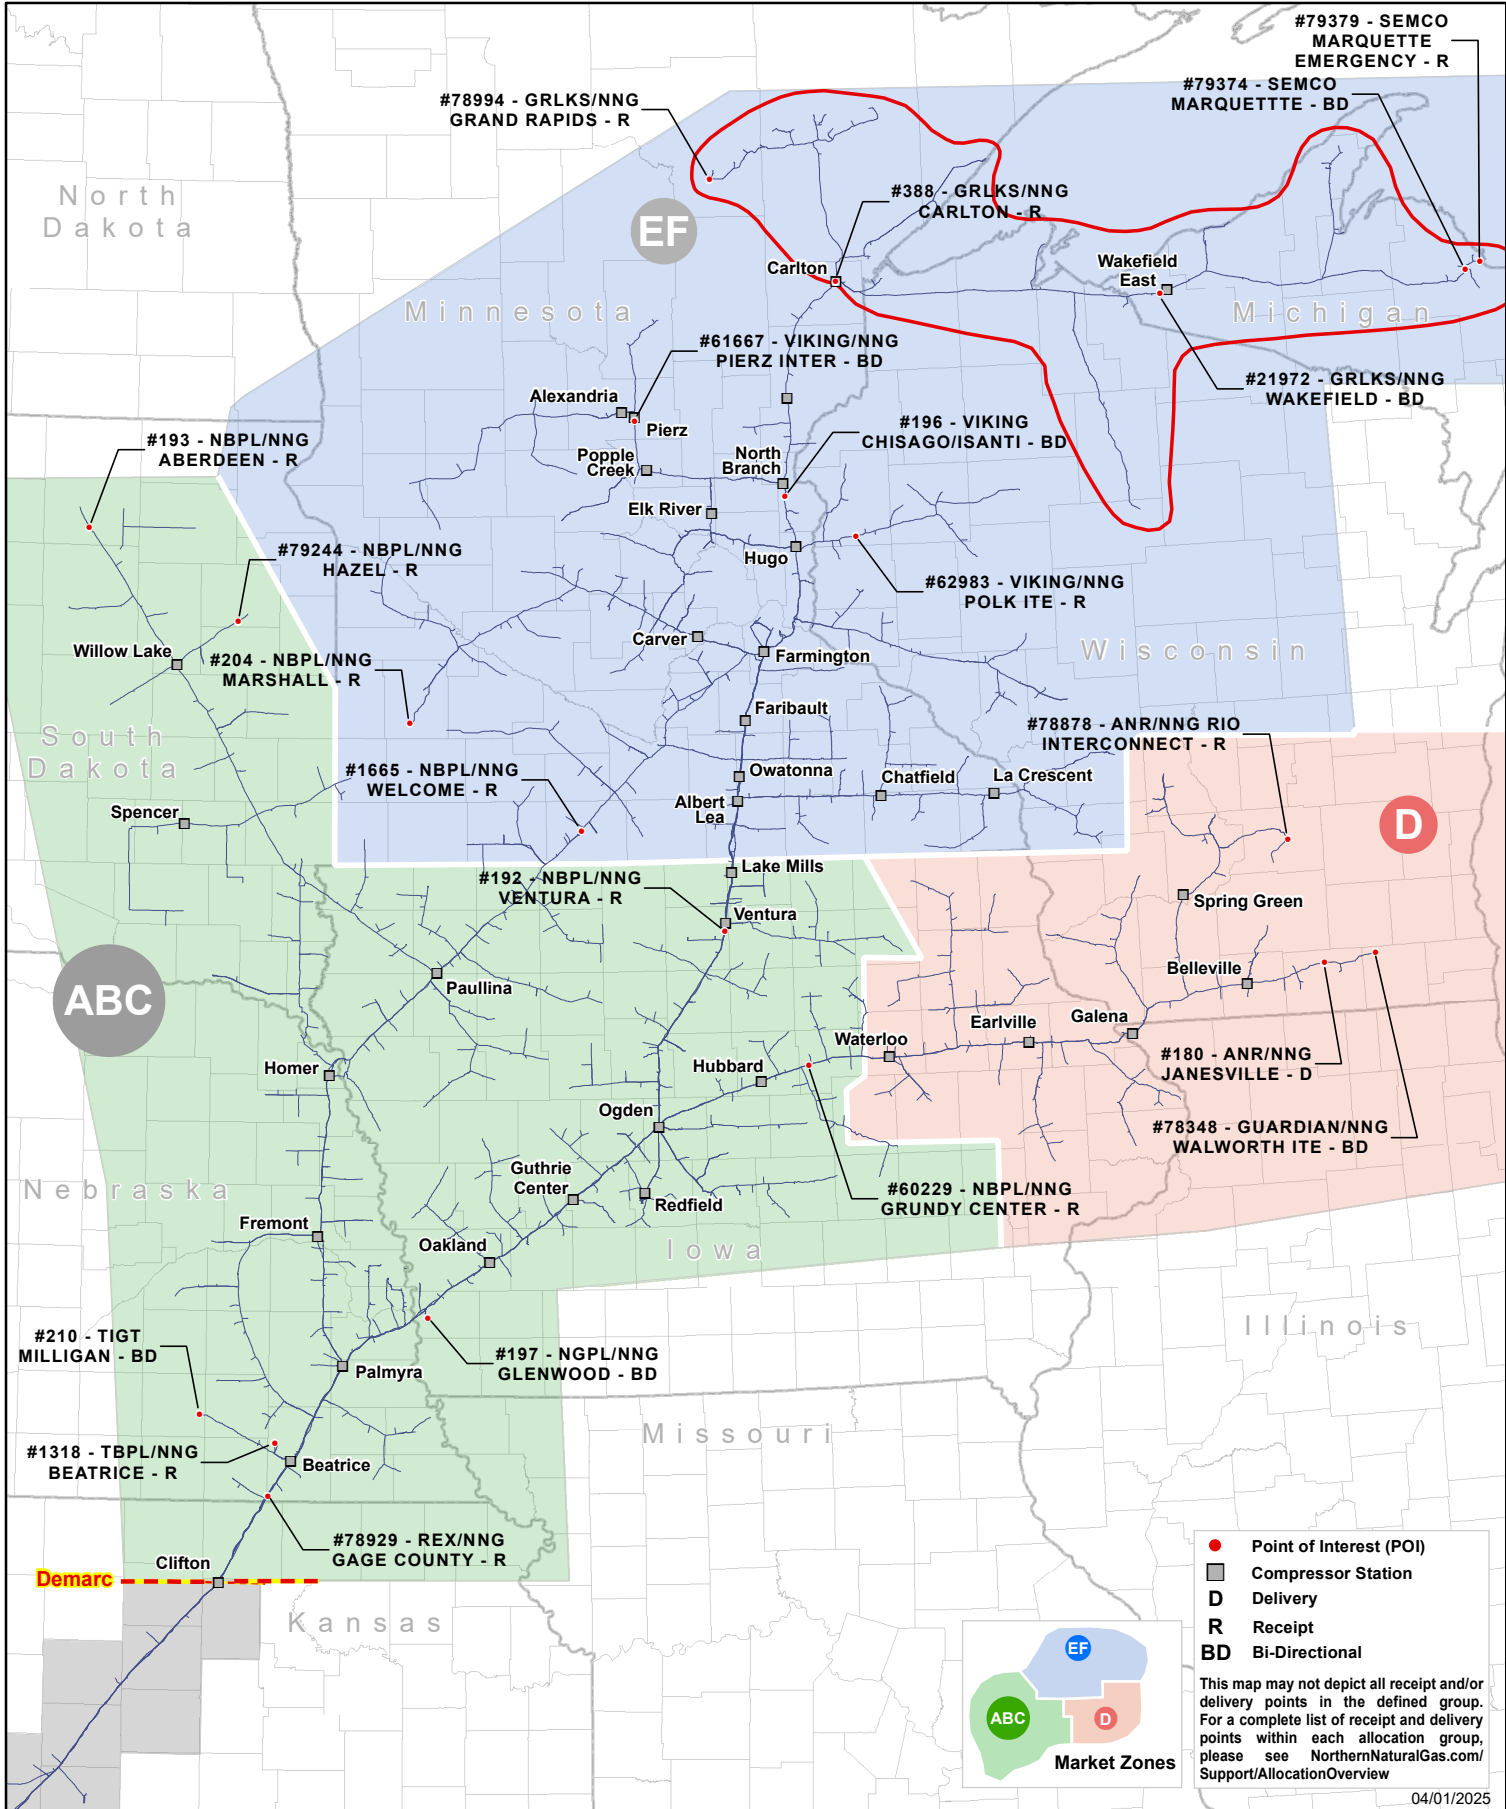 #79379 - SEMCO
MARQUETTE
EMERGENCY - R
#79374 - SEMCO
MARQUETTTE - BD
#78994 - GRLKS/NNG
GRAND RAPIDS - R
North
Dakota
#388 - GRLKS/NNG
CARLTON - R
EF
Carlton
Wakefield
East
Minnesota
Michigan
#61667 - VIKING/NNG
PIERZ INTER - BD
#21972 - GRLKS/NNG
WAKEFIELD - BD
Alexandria
Pierz
#196 - VIKING
CHISAGO/ISANTI - BD
#193 - NBPL/NNG
ABERDEEN - R
Popple
Creek
North
Branch
Elk River
#79244 - NBPL/NNG
HAZEL - R
Hugo
#62983 - VIKING/NNG
POLK ITE - R
Willow Lake
Carver
Farmington
Wisconsin
#204 - NBPL/NNG
MARSHALL - R
Faribault
#78878 - ANR/NNG RIO
INTERCONNECT - R
South
Dakota
#1665 - NBPL/NNG
WELCOME - R
Owatonna
Chatfield
La Crescent
Albert
Lea
Spencer
D
Lake Mills
#192 - NBPL/NNG
VENTURA - R
Ventura
Spring Green
ABC
Paullina
Belleville
Earlville
Galena
Waterloo
Homer
Hubbard
#180 - ANR/NNG
JANESVILLE - D
Ogden
#78348 - GUARDIAN/NNG
WALWORTH ITE - BD
Guthrie
Center
Redfield
#60229 - NBPL/NNG
GRUNDY CENTER - R
Nebraska
Fremont
Oakland
Iowa
#210 - TIGT
MILLIGAN - BD
Illinois
#197 - NGPL/NNG
GLENWOOD - BD
Palmyra
Missouri
#1318 - TBPL/NNG
BEATRICE - R
Beatrice
#78929 - REX/NNG
GAGE COUNTY - R
Clifton
Demarc
Kansas
Point of Interest (POI)
Compressor Station
D Delivery
R Receipt
BD Bi-Directional
This map may not depict all receipt and/or
delivery points in the defined group.
For a complete list of receipt and delivery
points within each allocation group,
please see NorthernNaturalGas.com/
Support/AllocationOverview
EF
ABC
D
Market Zones
04/01/2025